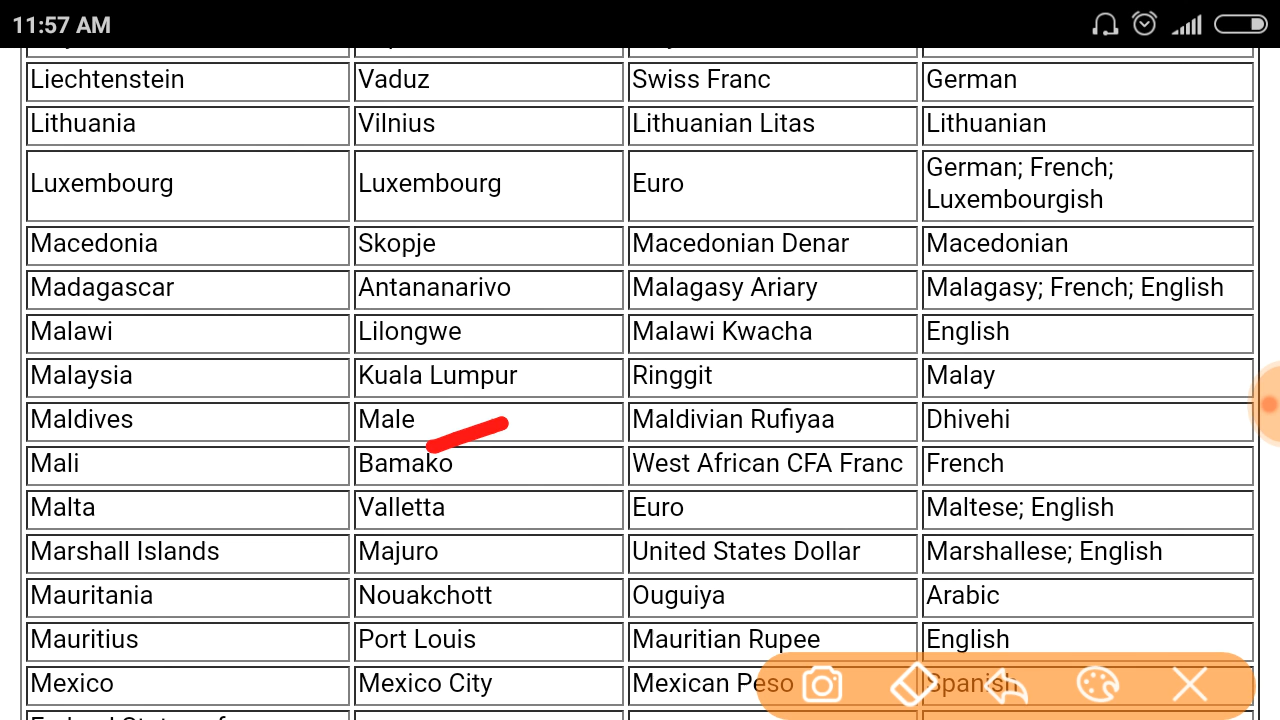 11:57 AM
Liechtenstein Vaduz Swiss Franc German
Lithuania Vilnius Lithuanian Litas Lithuanian
Luxembourg Luxembourg Euro German; French;
Luxembourgish
Macedonia Skopje Macedonian Denar Macedonian
Madagascar Antananarivo Malagasy Ariary Malagasy; French; English
Malawi Lilongwe Malawi Kwacha English
Malaysia Kuala Lumpur Ringgit Malay
Maldives Male Maldivian Rufiyaa Dhivehi
Mali Bamako West African CFA Franc French
Malta Valletta Euro Maltese; English
Marshall Islands Majuro United States Dollar Marshallese; English
Mauritania Nouakchott Ouguiya Arabic
Mauritius Port Louis Mauritian Rupee English
Mexico Mexico City Mexican Peso Spanish